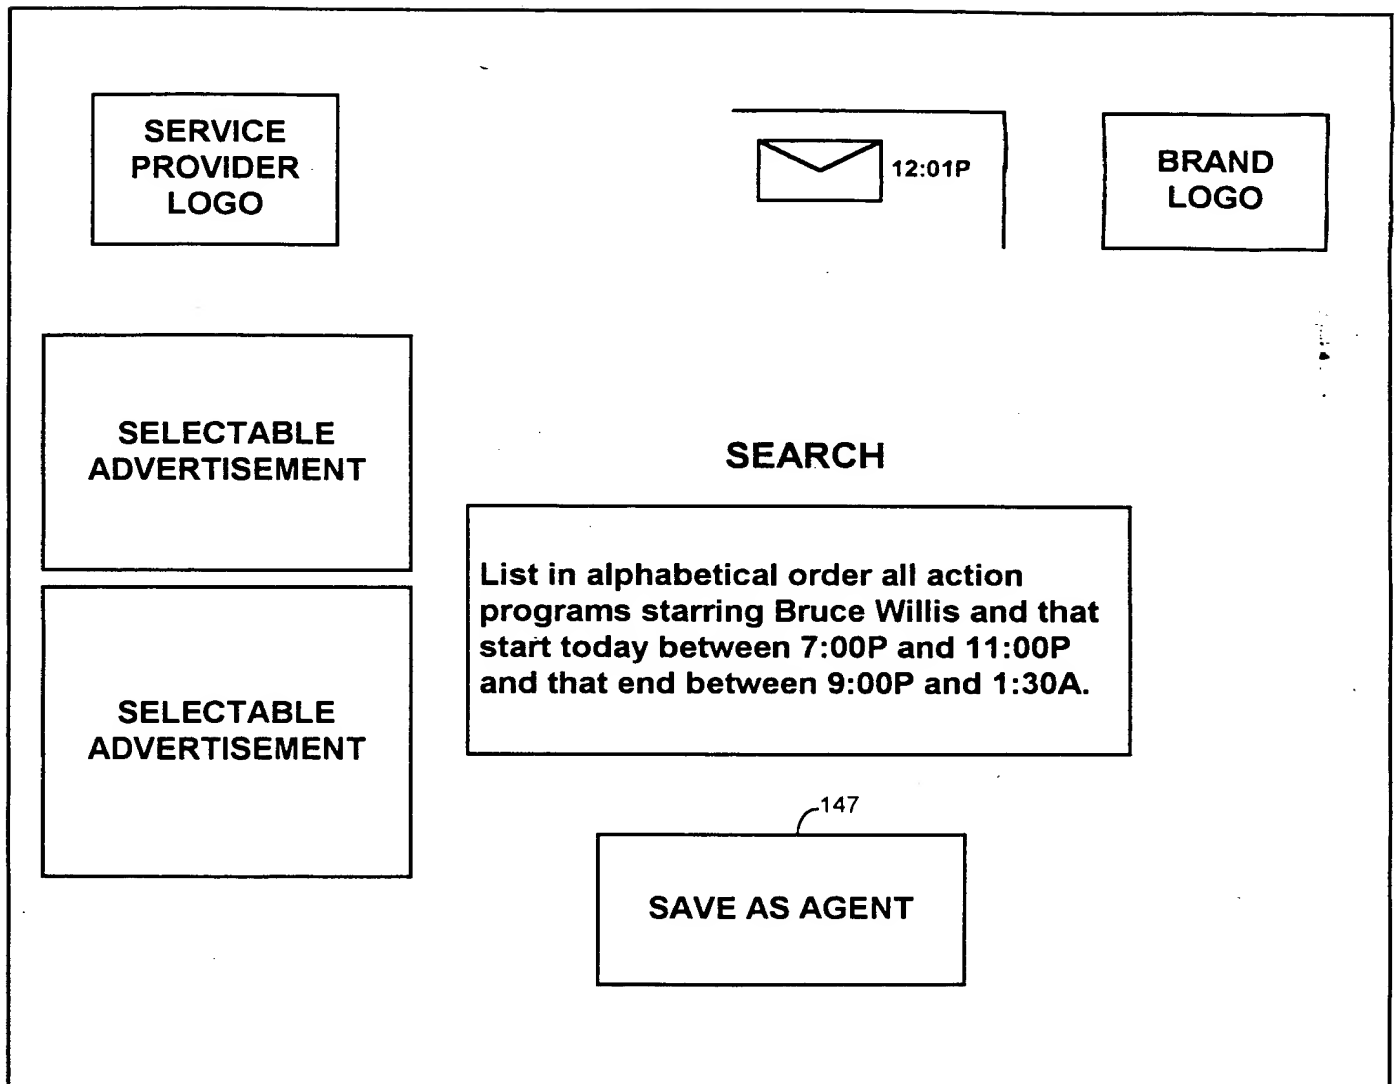 SERVICE
PROVIDER
LOGO
12:01P
BRAND
LOGO
SELECTABLE
ADVERTISEMENT
SEARCH
List in alphabetical order all action
programs starring Bruce Willis and that
start today between 7:00P and 11:00P
and that end between 9:00P and 1:30A.
SELECTABLE
ADVERTISEMENT
147
SAVE AS AGENT